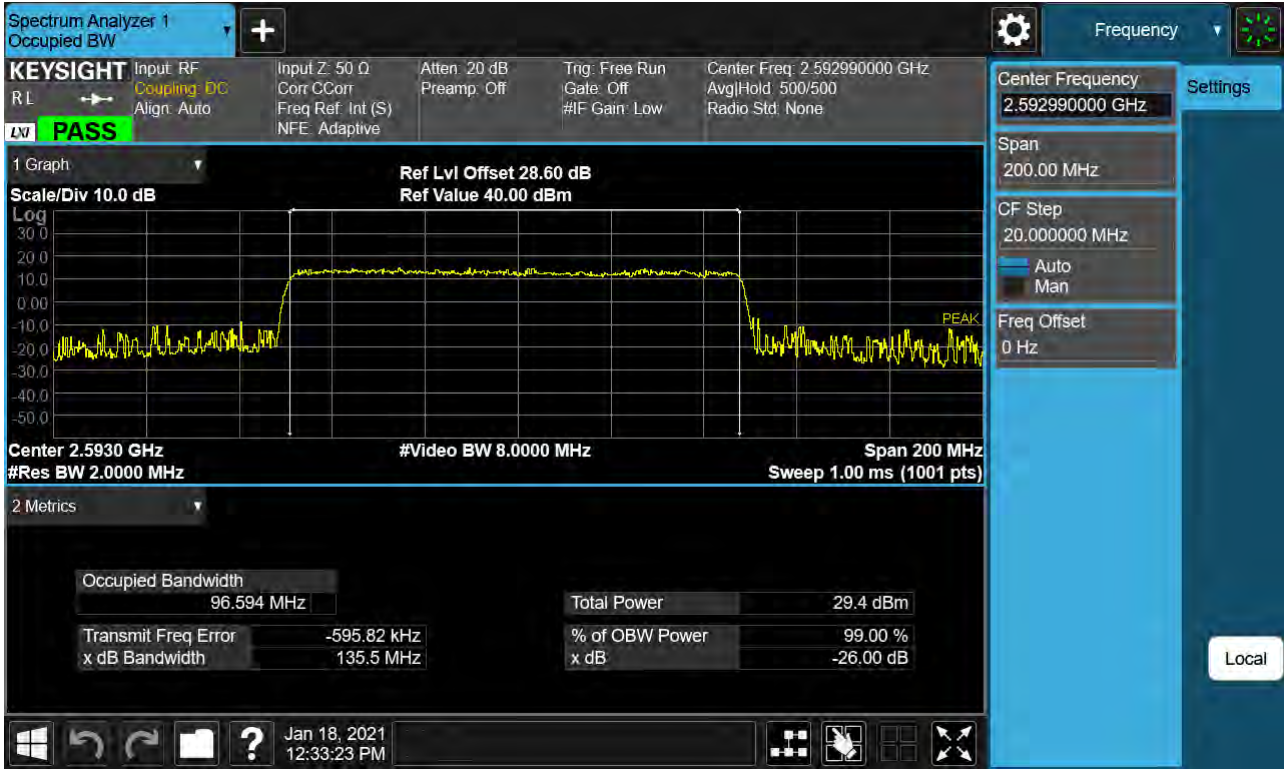 Spectrum Analyzer 1
Occupied BW
Frequency
KEYSIGHT
R L
LXI
PASS
Input: RF
Coupling: DC
Align: Auto
Input Z: 50 Ω
Corr CCorr
Freq Ref: Int (S)
NFE: Adaptive
Atten: 20 dB
Preamp: Off
Trig: Free Run
Gate: Off
#IF Gain: Low
Center Freq: 2.592990000 GHz
Avg|Hold: 500/500
Radio Std: None
1 Graph
Ref Lvl Offset 28.60 dB
Scale/Div 10.0 dB
Ref Value 40.00 dBm
Log
30.0
20.0
10.0
0.00
-10.0
-20.0
-30.0
-40.0
-50.0
PEAK
Center 2.5930 GHz
#Video BW 8.0000 MHz
Span 200 MHz
#Res BW 2.0000 MHz
Sweep 1.00 ms (1001 pts)
2 Metrics
Occupied Bandwidth
96.594 MHz
Total Power
29.4 dBm
Transmit Freq Error
-595.82 kHz
% of OBW Power
99.00 %
x dB Bandwidth
135.5 MHz
x dB
-26.00 dB
Center Frequency
2.592990000 GHz
Span
200.00 MHz
CF Step
20.000000 MHz
Auto
Man
Freq Offset
0 Hz
Settings
Local
?
Jan 18, 2021
12:33:23 PM